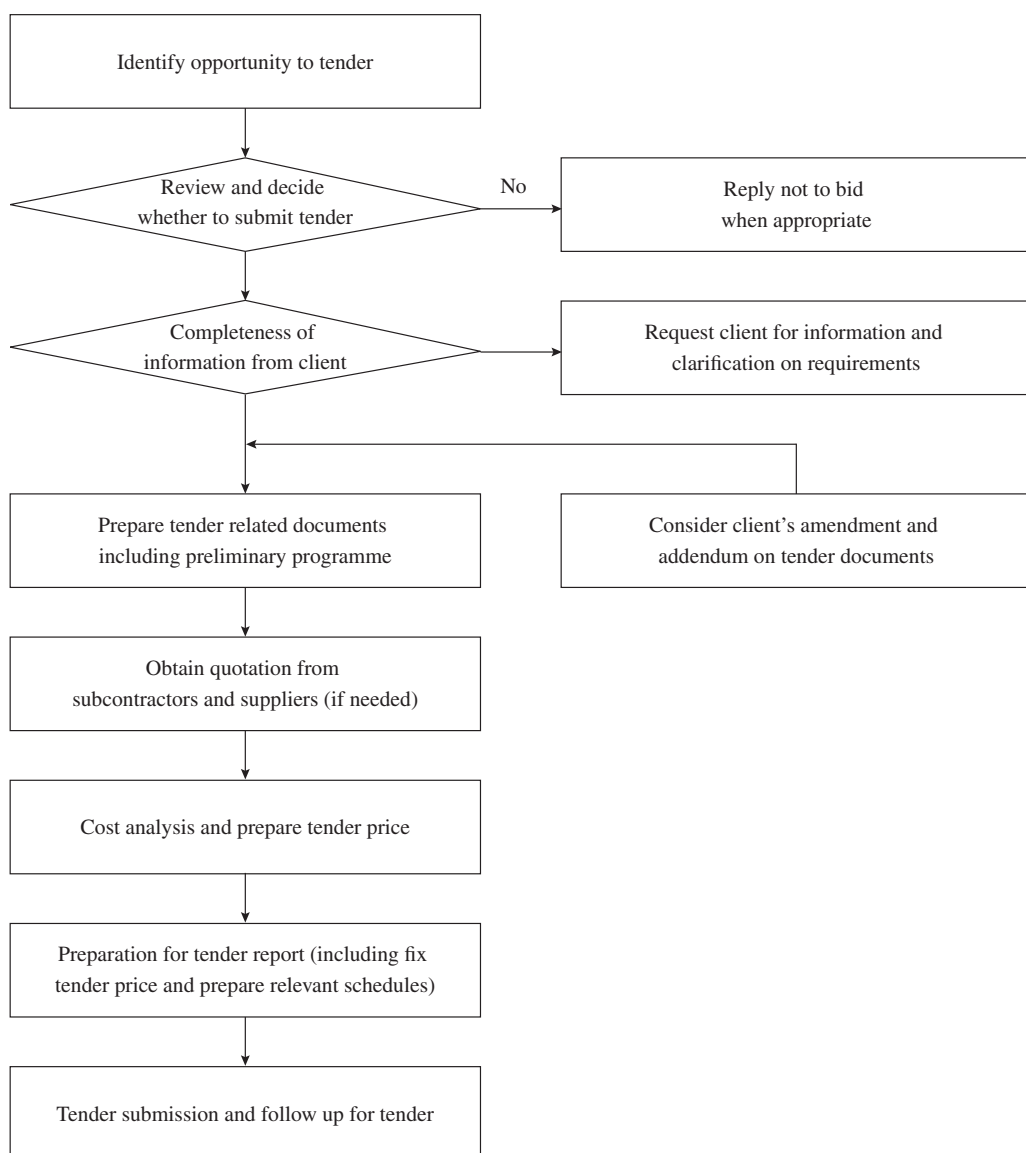 Identify opportunity to tender
Review and decide
whether to submit tender
No
Reply not to bid
when appropriate
Completeness of
information from client
Request client for information and
clarification on requirements
Prepare tender related documents
including preliminary programme
Consider client’s amendment and
addendum on tender documents
Obtain quotation from
subcontractors and suppliers (if needed)
Cost analysis and prepare tender price
Preparation for tender report (including fix
tender price and prepare relevant schedules)
Tender submission and follow up for tender